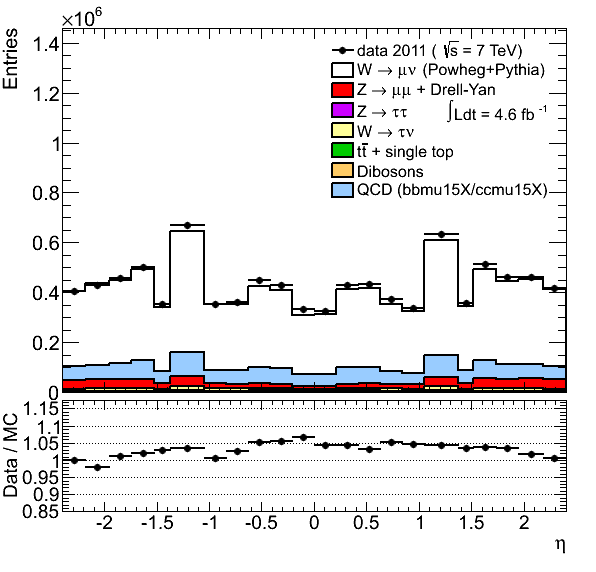 ×10⁶
Entries
1.4
1.2
1
0.8
0.6
0.4
0.2
0
data 2011 ( √s = 7 TeV)
W → μν (Powheg+Pythia)
Z → μμ + Drell-Yan
Z → ττ
∫Ldt = 4.6 fb⁻¹
W → τν
tt̅ + single top
Dibosons
QCD (bbmu15X/ccmu15X)
Data / MC
1.15
1.1
1.05
1
0.95
0.9
0.85
-2 -1.5 -1 -0.5 0 0.5 1 1.5 2
η